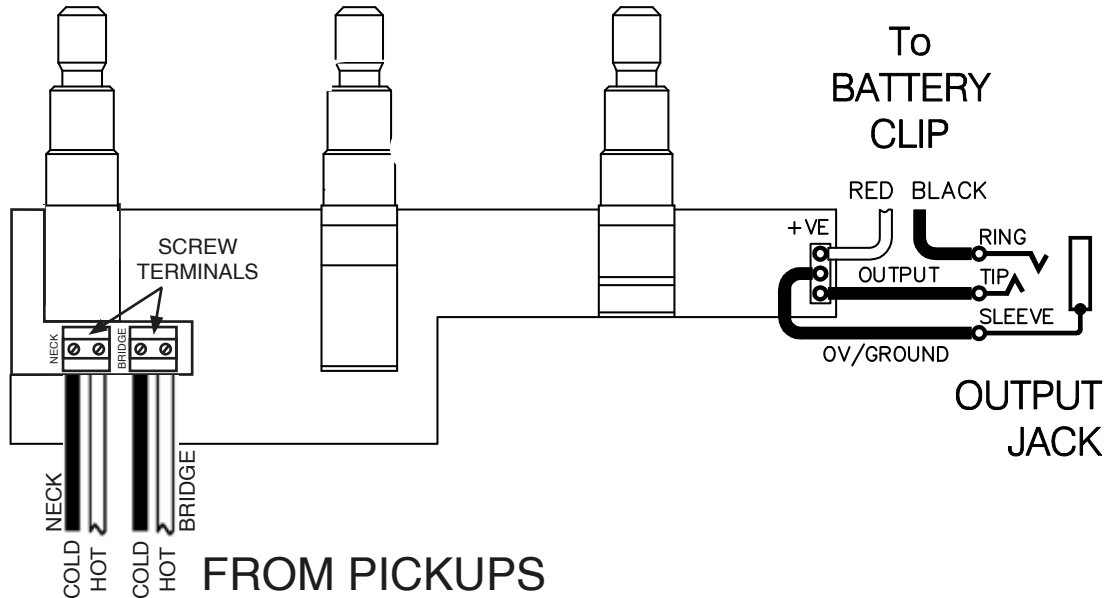 To
BATTERY
CLIP
RED BLACK
+VE
RING
SCREW
TERMINALS
OUTPUT
TIP
SLEEVE
NECK
BRIDGE
0V/GROUND
OUTPUT
JACK
NECK
BRIDGE
COLD
HOT
COLD
HOT
FROM PICKUPS